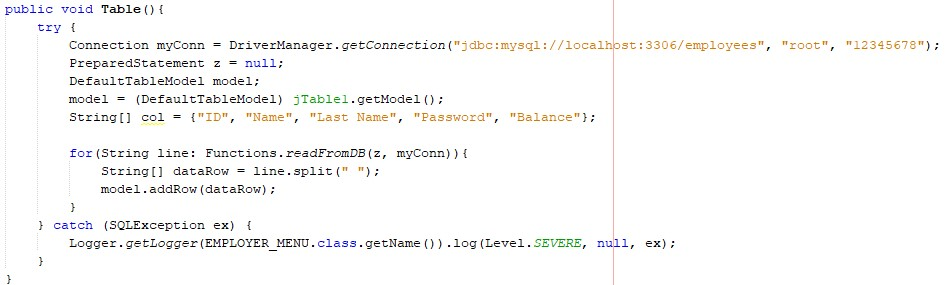 public void Table(){
try {
Connection myConn = DriverManager.getConnection("jdbc:mysql://localhost:3306/employees", "root", "12345678");
PreparedStatement z = null;
DefaultTableModel model;
model = (DefaultTableModel) jTable1.getModel();
String[] col = {"ID", "Name", "Last Name", "Password", "Balance"};
for(String line: Functions.readFromDB(z, myConn)){
String[] dataRow = line.split(" ");
model.addRow(dataRow);
}
} catch (SQLException ex) {
Logger.getLogger(EMPLOYER_MENU.class.getName()).log(Level.SEVERE, null, ex);
}
}